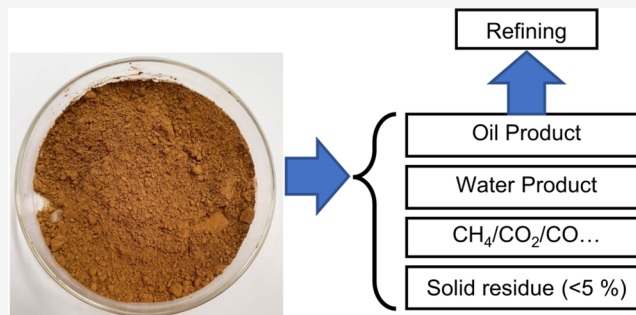 Refining
Oil Product
Water Product
CH₄/CO₂/CO…
Solid residue (<5 %)